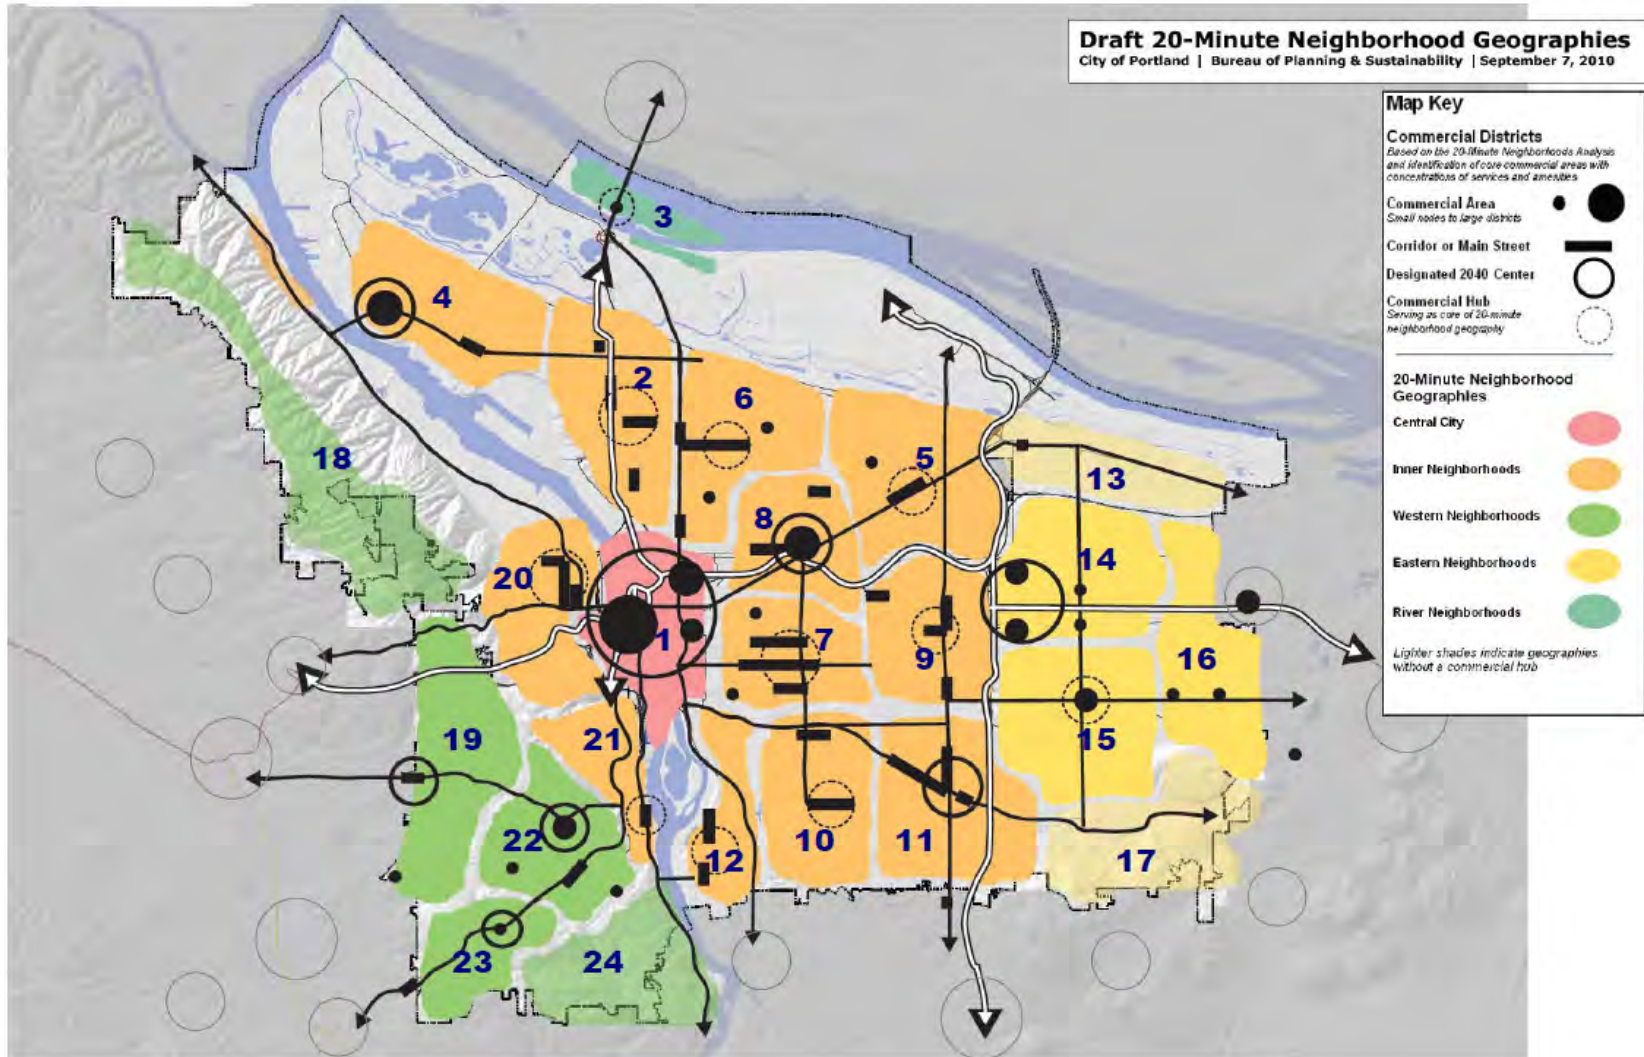 Draft 20-Minute Neighborhood Geographies
City of Portland | Bureau of Planning & Sustainability | September 7, 2010
Map Key
Commercial Districts
Based on the 20-Minute Neighborhoods Analysis
and identification of core commercial areas with
concentrations of services and amenities
Commercial Area
Small nodes to large districts
Corridor or Main Street
Designated 2040 Center
Commercial Hub
Serving as core of 20-minute
neighborhood geography
20-Minute Neighborhood
Geographies
Central City
Inner Neighborhoods
Western Neighborhoods
Eastern Neighborhoods
River Neighborhoods
Lighter shades indicate geographies
without a commercial hub
3
4
2
6
5
18
13
8
14
20
1
7
9
16
19
21
15
22
12
10
11
17
23
24